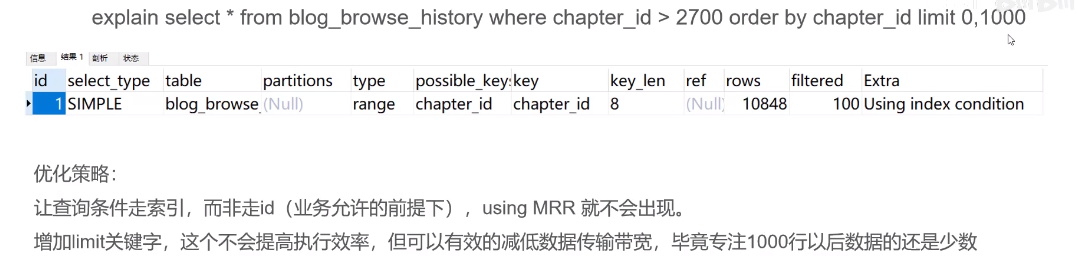 explain select * from blog_browse_history where chapter_id > 2700 order by chapter_id limit 0,1000
信息 结果 1 剖析 状态
id select_type table partitions type possible_key: key key_len ref rows filtered Extra
1 SIMPLE blog_browse_ (Null) range chapter_id chapter_id 8 (Null) 10848 100 Using index condition
优化策略：
让查询条件走索引，而非走id（业务允许的前提下），using MRR 就不会出现。
增加limit关键字，这个不会提高执行效率，但可以有效的减低数据传输带宽，毕竟专注1000行以后数据的还是少数